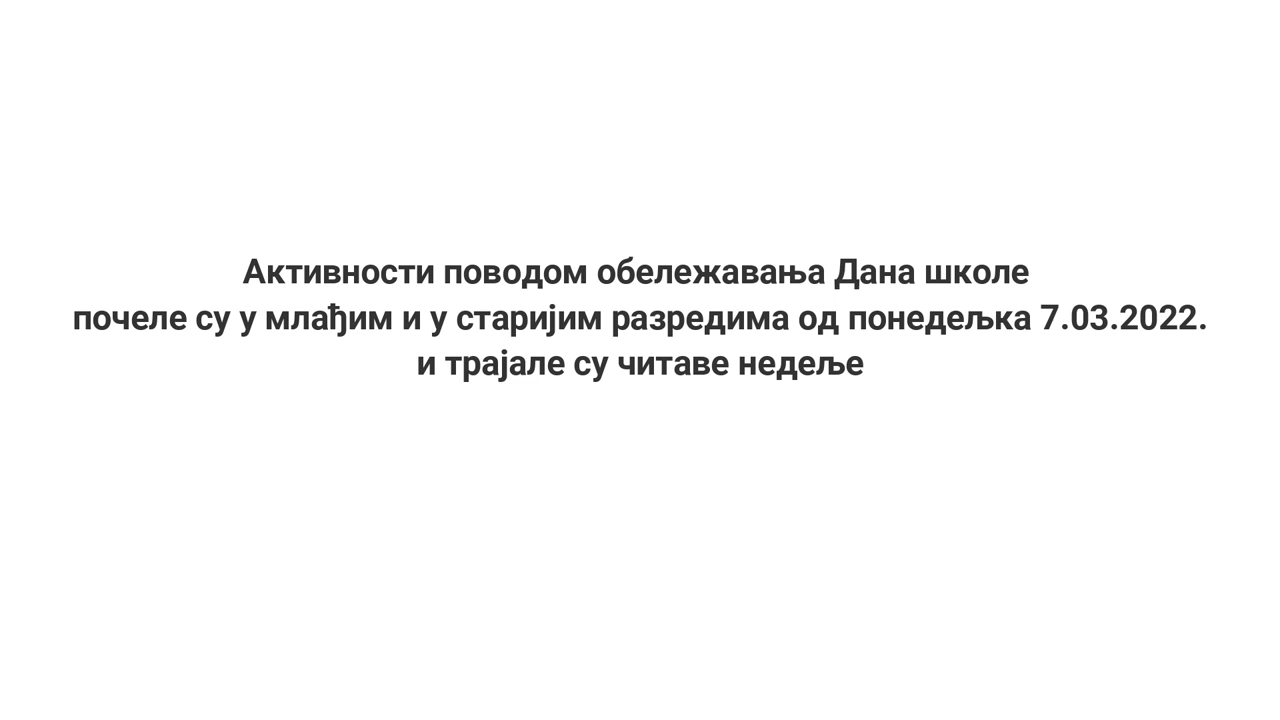 Активности поводом обележавања Дана школе
почеле су у млађим и у старијим разредима од понедељка 7.03.2022.
и трајале су читаве недеље